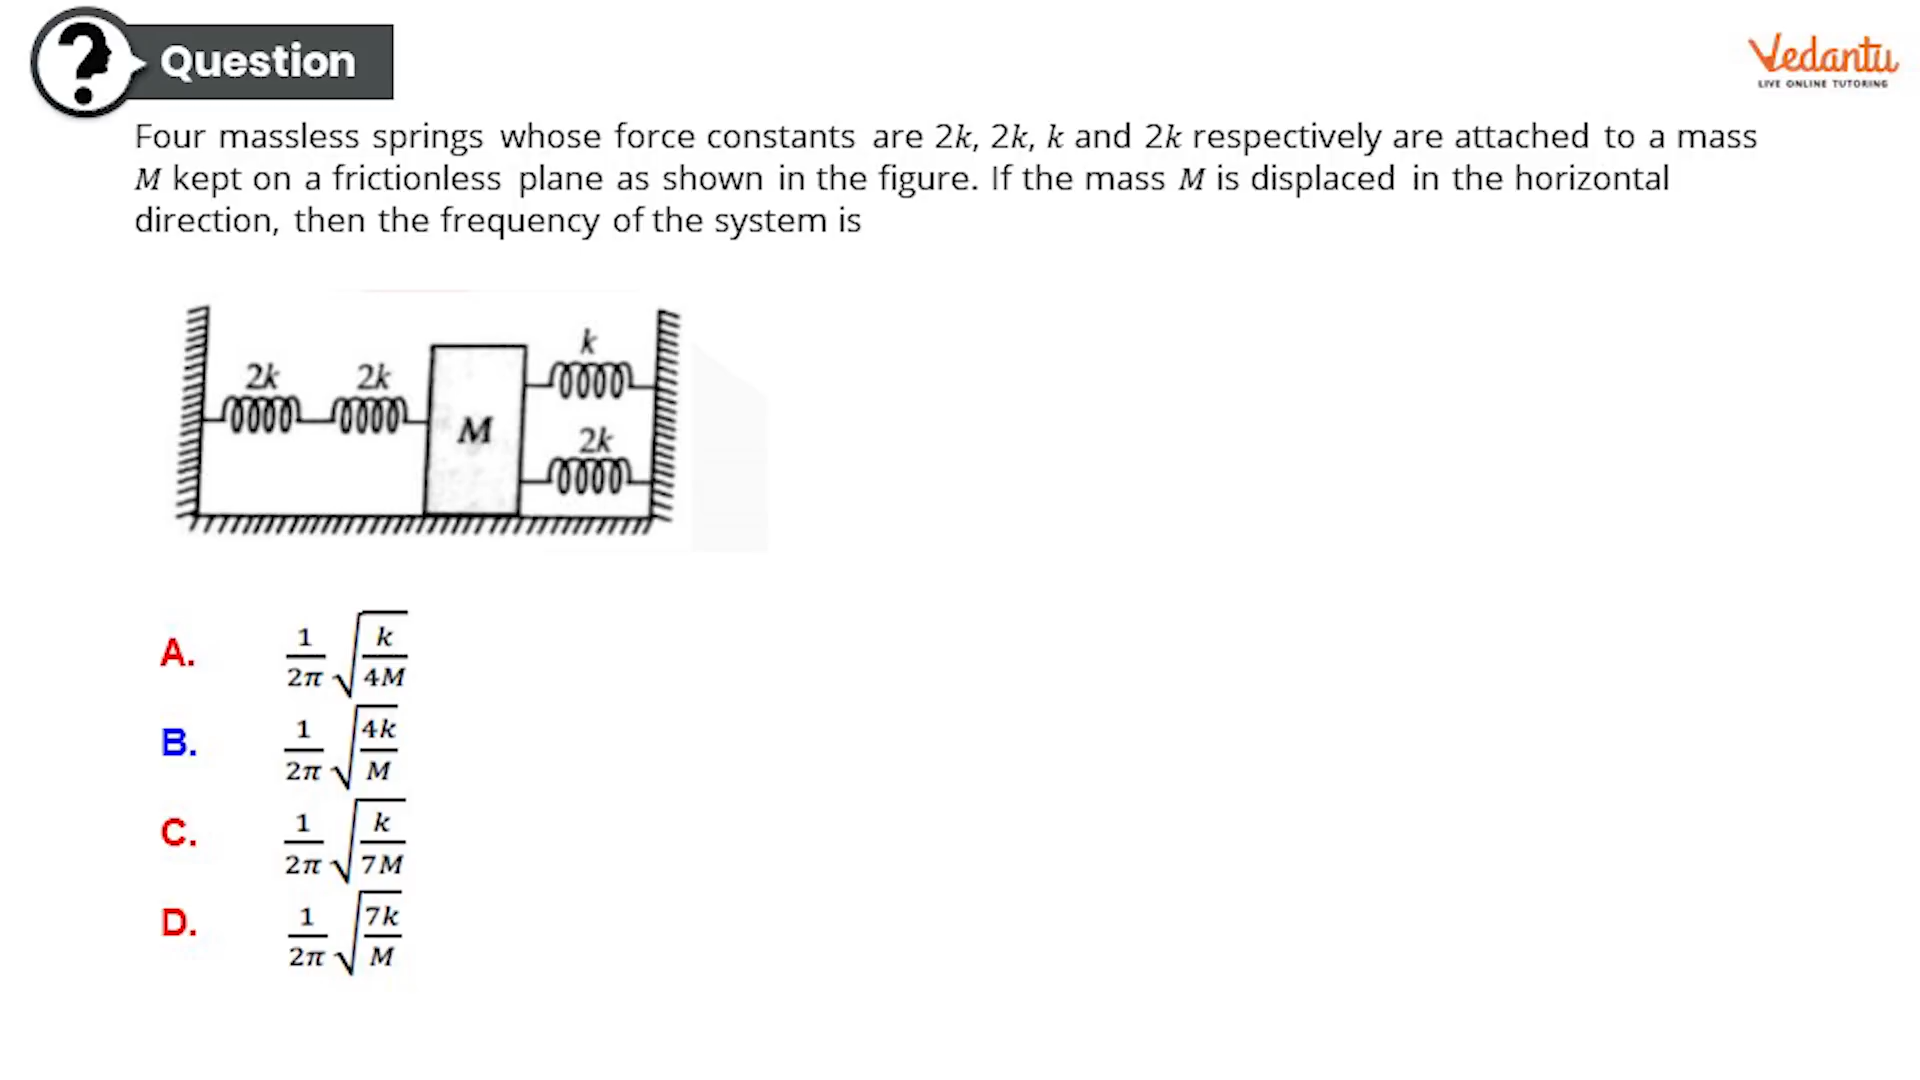 ?
Question
Vedantu
LIVE ONLINE TUTORING
Four massless springs whose force constants are 2k, 2k, k and 2k respectively are attached to a mass
M kept on a frictionless plane as shown in the figure. If the mass M is displaced in the horizontal
direction, then the frequency of the system is
k
2k 2k
M
2k
A. 1/2π √k/4M
B. 1/2π √4k/M
C. 1/2π √k/7M
D. 1/2π √7k/M